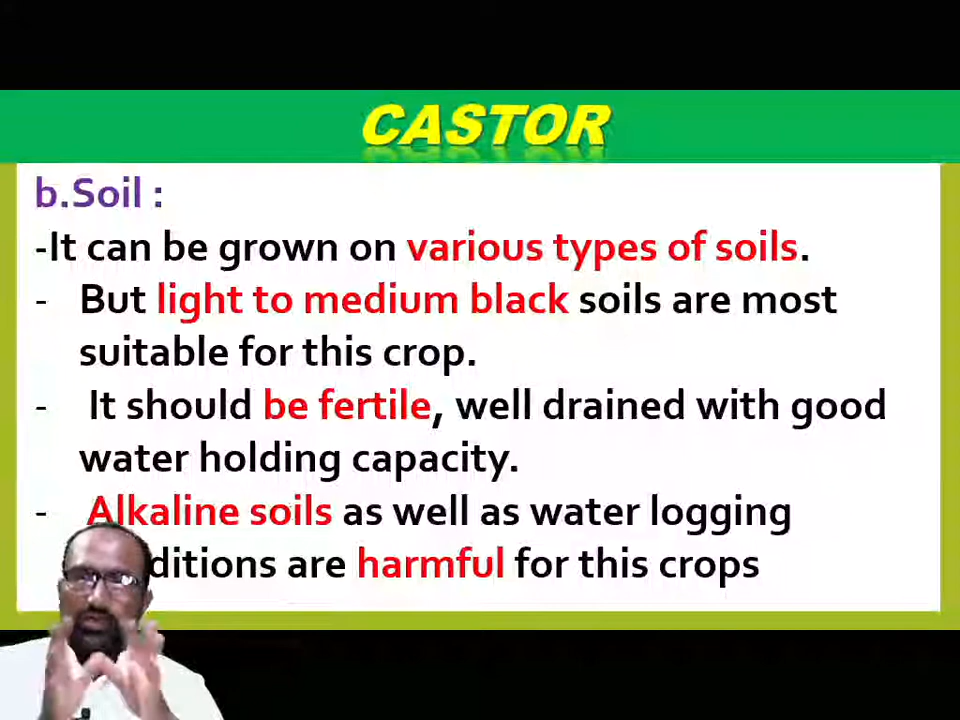 CASTOR
b.Soil :
-It can be grown on various types of soils.
- But light to medium black soils are most
suitable for this crop.
- It should be fertile, well drained with good
water holding capacity.
- Alkaline soils as well as water logging
ditions are harmful for this crops